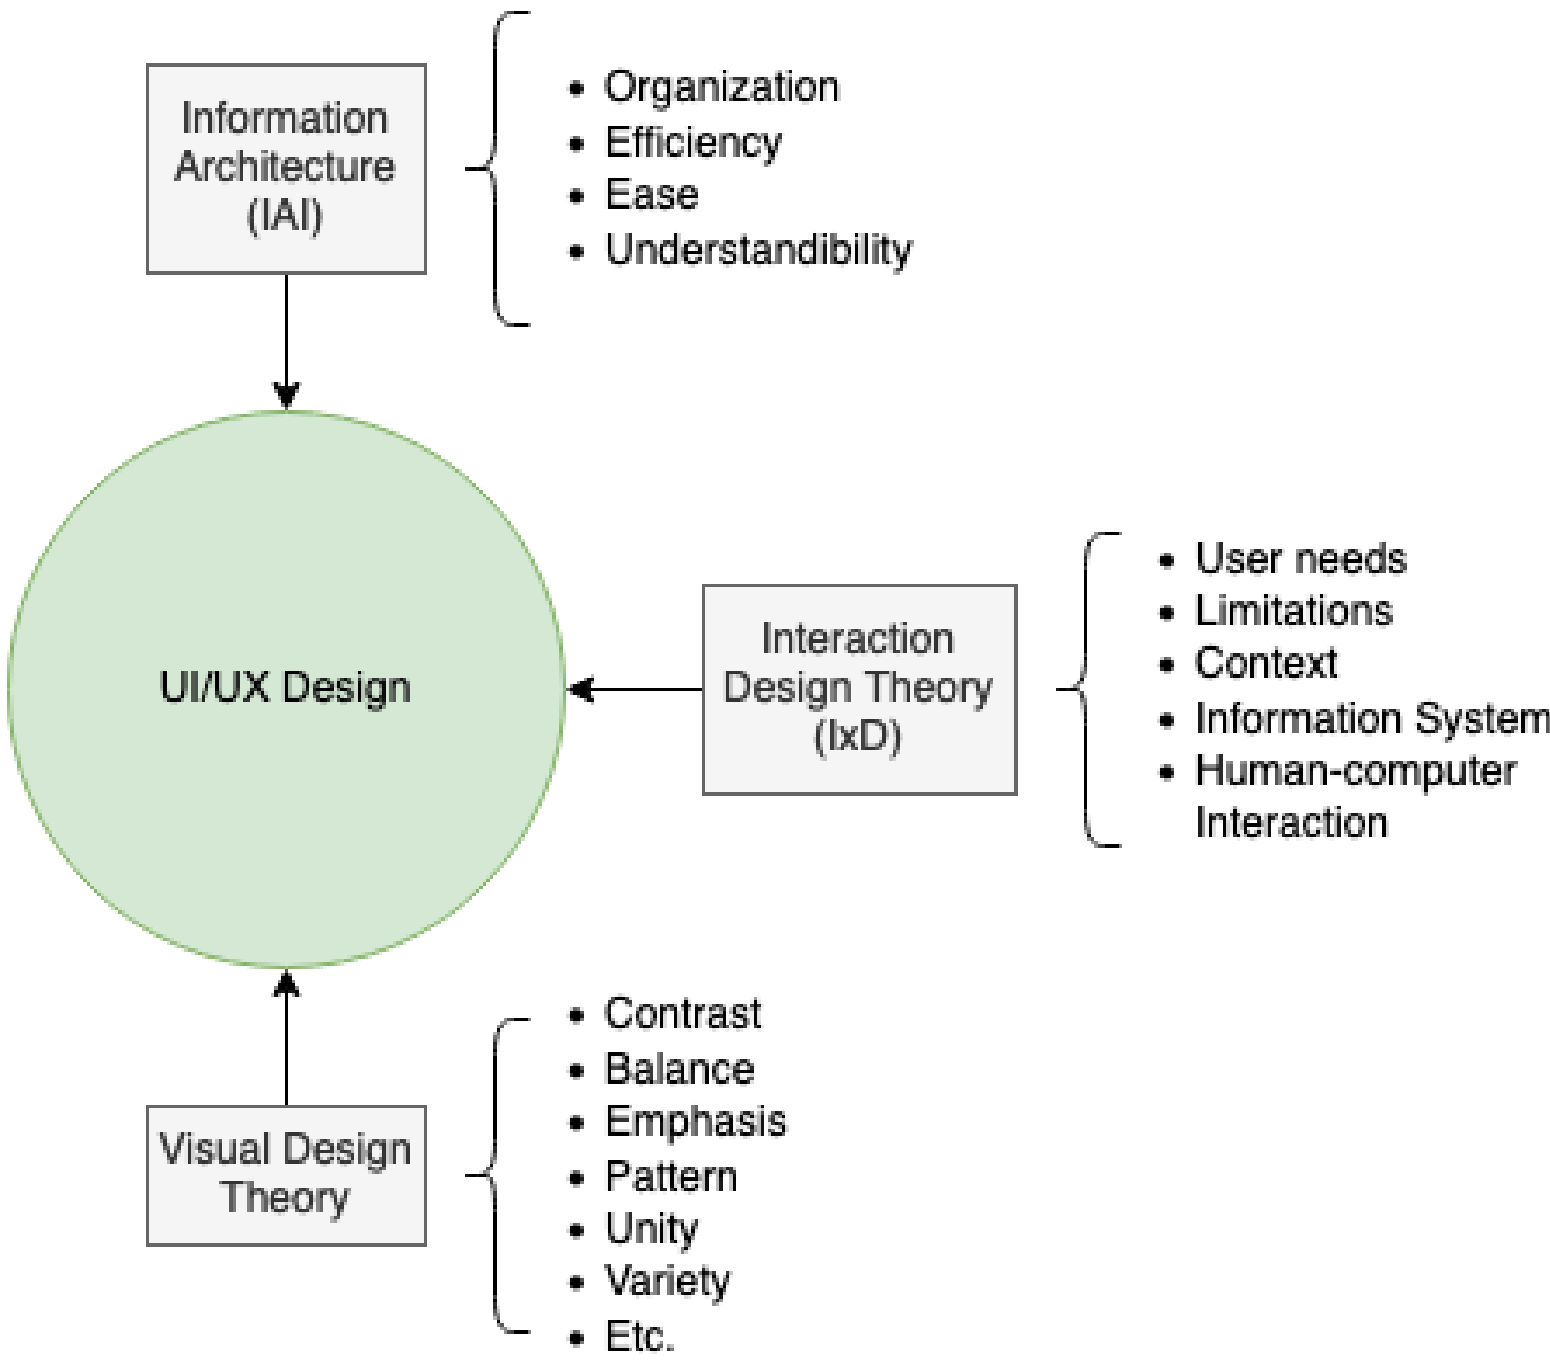 Information
Architecture
(IAI)
• Organization
• Efficiency
• Ease
• Understandibility
UI/UX Design
Interaction
Design Theory
(IxD)
• User needs
• Limitations
• Context
• Information System
• Human-computer
Interaction
Visual Design
Theory
• Contrast
• Balance
• Emphasis
• Pattern
• Unity
• Variety
• Etc.